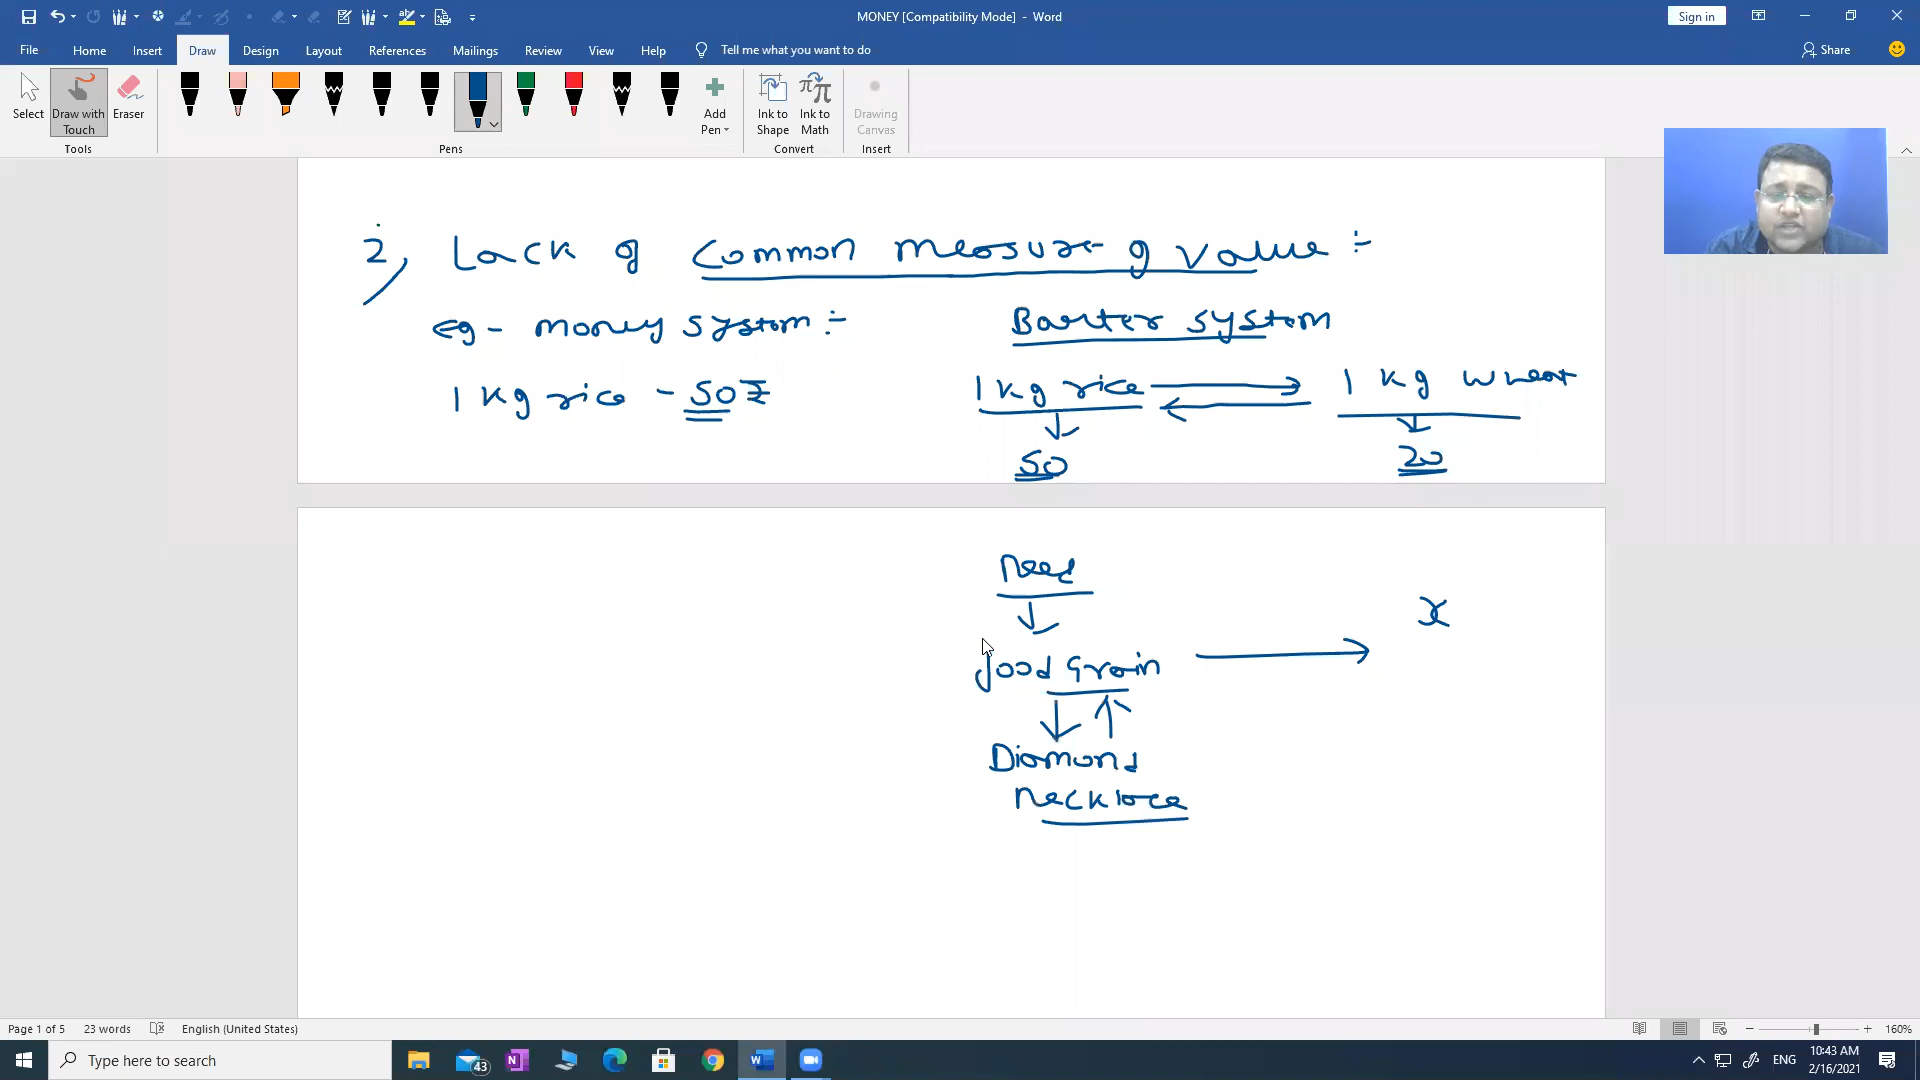 MONEY [Compatibility Mode] - Word
Sign in
File Home Insert Draw Design Layout References Mailings Review View Help Tell me what you want to do Share
Select Draw with Touch Eraser Add Pen Ink to Shape Ink to Math Drawing Canvas
Tools Pens Convert Insert
2, Lack of common measure of value :-
eg - money system :- Barter system
1 kg rice - 50₹ 1 kg rice 1 kg wheat
50 20
need
x
food grain
Diamond
necklace
Page 1 of 5 23 words English (United States) 160%
Type here to search 43 ENG 10:43 AM
2/16/2021